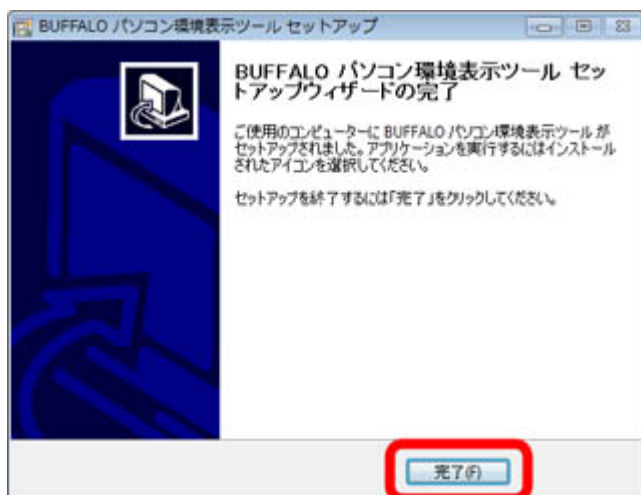 BUFFALO パソコン環境表示ツール セットアップ
BUFFALO パソコン環境表示ツール セッ
トアップウィザードの完了
ご使用のコンピューターに BUFFALO パソコン環境表示ツール が
セットアップされました。アプリケーションを実行するにはインストール
されたアイコンを選択してください。
セットアップを終了するには「完了」をクリックしてください。
完了(F)